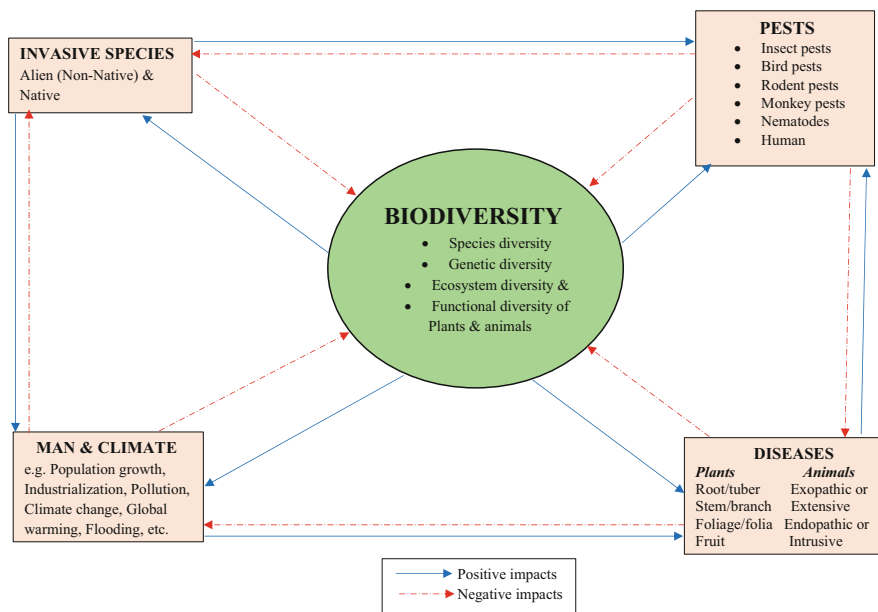 INVASIVE SPECIES
Alien (Non-Native) &
Native
PESTS
• Insect pests
• Bird pests
• Rodent pests
• Monkey pests
• Nematodes
• Human
BIODIVERSITY
• Species diversity
• Genetic diversity
• Ecosystem diversity &
• Functional diversity of
Plants & animals
MAN & CLIMATE
e.g. Population growth,
Industrialization, Pollution,
Climate change, Global
warming, Flooding, etc.
DISEASES
Plants Animals
Root/tuber Exopathic or
Stem/branch Extensive
Foliage/folia Endopathic or
Fruit Intrusive
Positive impacts
Negative impacts